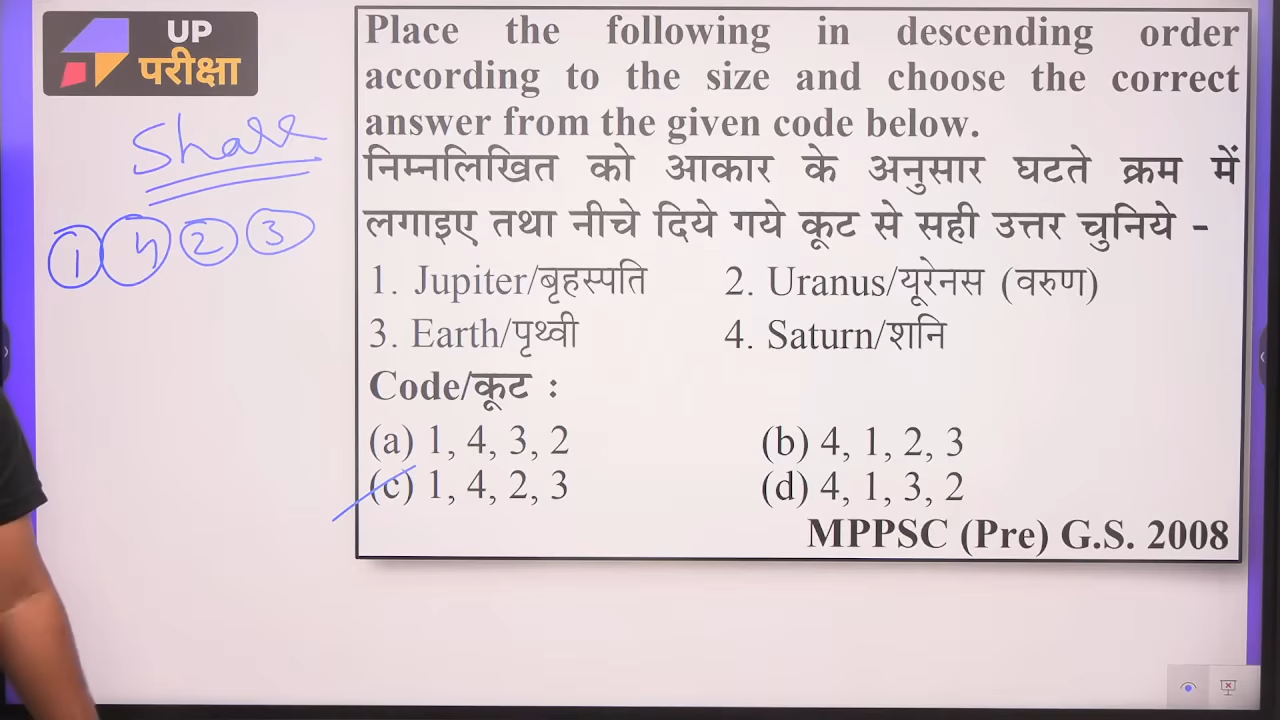 UP
परीक्षा
Share
1 4 2 3
Place the following in descending order
according to the size and choose the correct
answer from the given code below.
निम्नलिखित को आकार के अनुसार घटते क्रम में
लगाइए तथा नीचे दिये गये कूट से सही उत्तर चुनिये -
1. Jupiter/बृहस्पति 2. Uranus/यूरेनस (वरुण)
3. Earth/पृथ्वी 4. Saturn/शनि
Code/कूट :
(a) 1, 4, 3, 2 (b) 4, 1, 2, 3
(c) 1, 4, 2, 3 (d) 4, 1, 3, 2
MPPSC (Pre) G.S. 2008